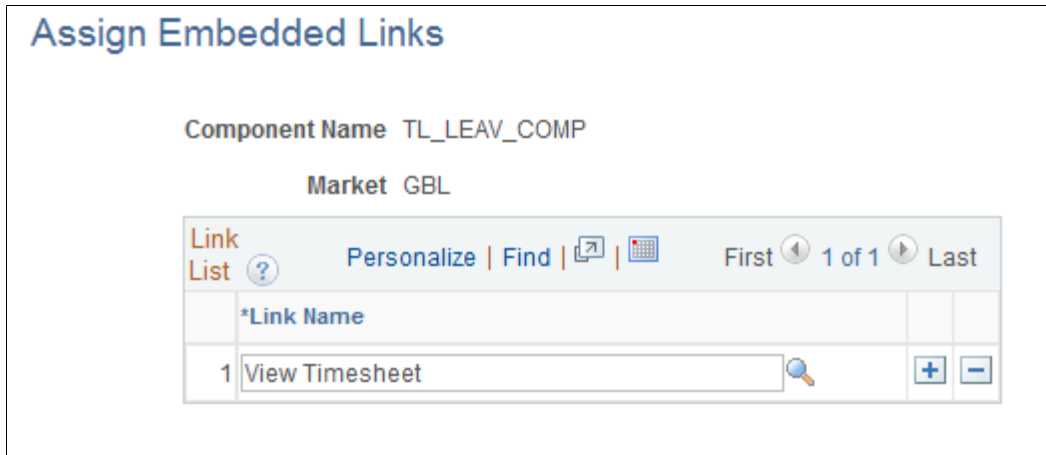 Assign Embedded Links
Component Name TL_LEAV_COMP
Market GBL
Link List ? Personalize | Find | | First 1 of 1 Last
*Link Name
1 View Timesheet + −